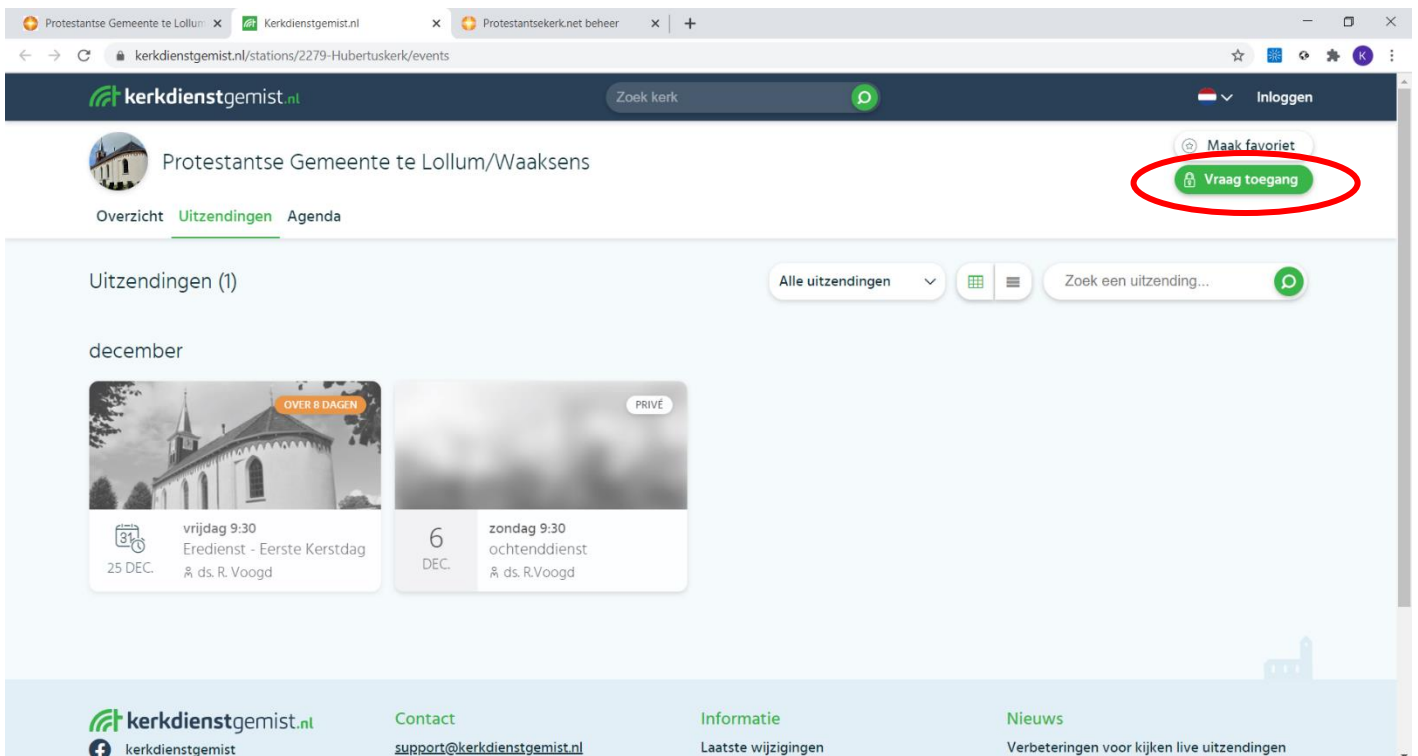 Protestantse Gemeente te Lollum
Kerkdienstgemist.nl
Protestantsekerk.net beheer
kerkdienstgemist.nl/stations/2279-Hubertuskerk/events
K
kerkdienstgemist.nl
Zoek kerk
Inloggen
Protestantse Gemeente te Lollum/Waaksens
Maak favoriet
Vraag toegang
Overzicht Uitzendingen Agenda
Uitzendingen (1)
Alle uitzendingen
Zoek een uitzending...
december
OVER 8 DAGEN
PRIVÉ
31
25 DEC.
vrijdag 9:30
Eredienst - Eerste Kerstdag
ds. R. Voogd
6
DEC.
zondag 9:30
ochtenddienst
ds. R.Voogd
kerkdienstgemist.nl
kerkdienstgemist
Contact
support@kerkdienstgemist.nl
Informatie
Laatste wijzigingen
Nieuws
Verbeteringen voor kijken live uitzendingen